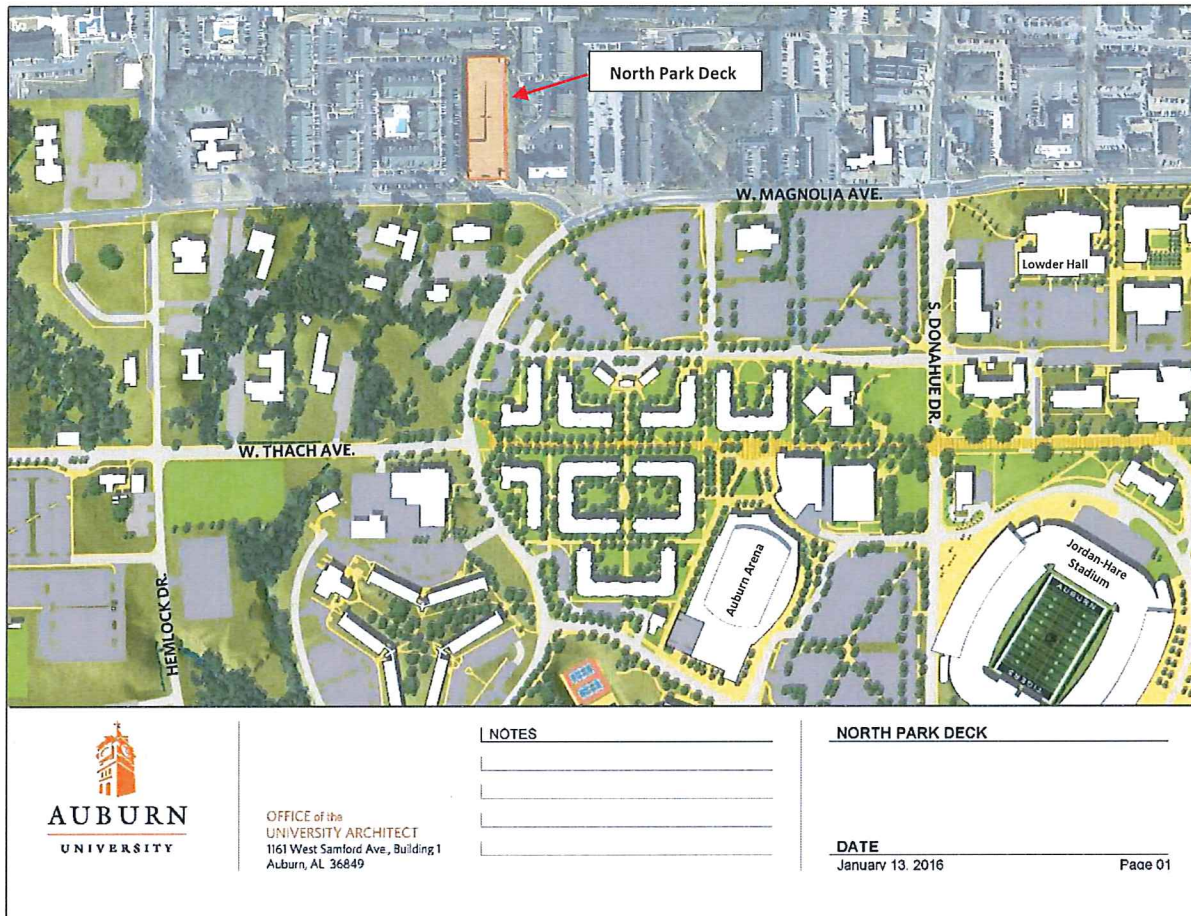 North Park Deck
W. MAGNOLIA AVE.
Lowder Hall
S. DONAHUE DR.
W. THACH AVE.
HEMLOCK DR.
Auburn Arena
Jordan-Hare
Stadium
AUBURN
TIGERS
AUBURN
UNIVERSITY
OFFICE of the
UNIVERSITY ARCHITECT
1161 West Samford Ave., Building 1
Auburn, AL 36849
NOTES
NORTH PARK DECK
DATE
January 13, 2016 Page 01